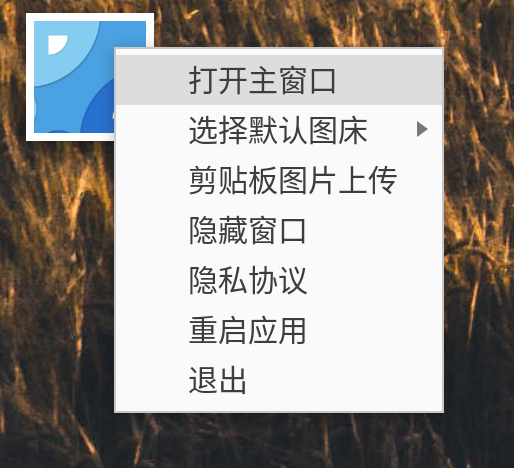 打开主窗口
选择默认图床
剪贴板图片上传
隐藏窗口
隐私协议
重启应用
退出